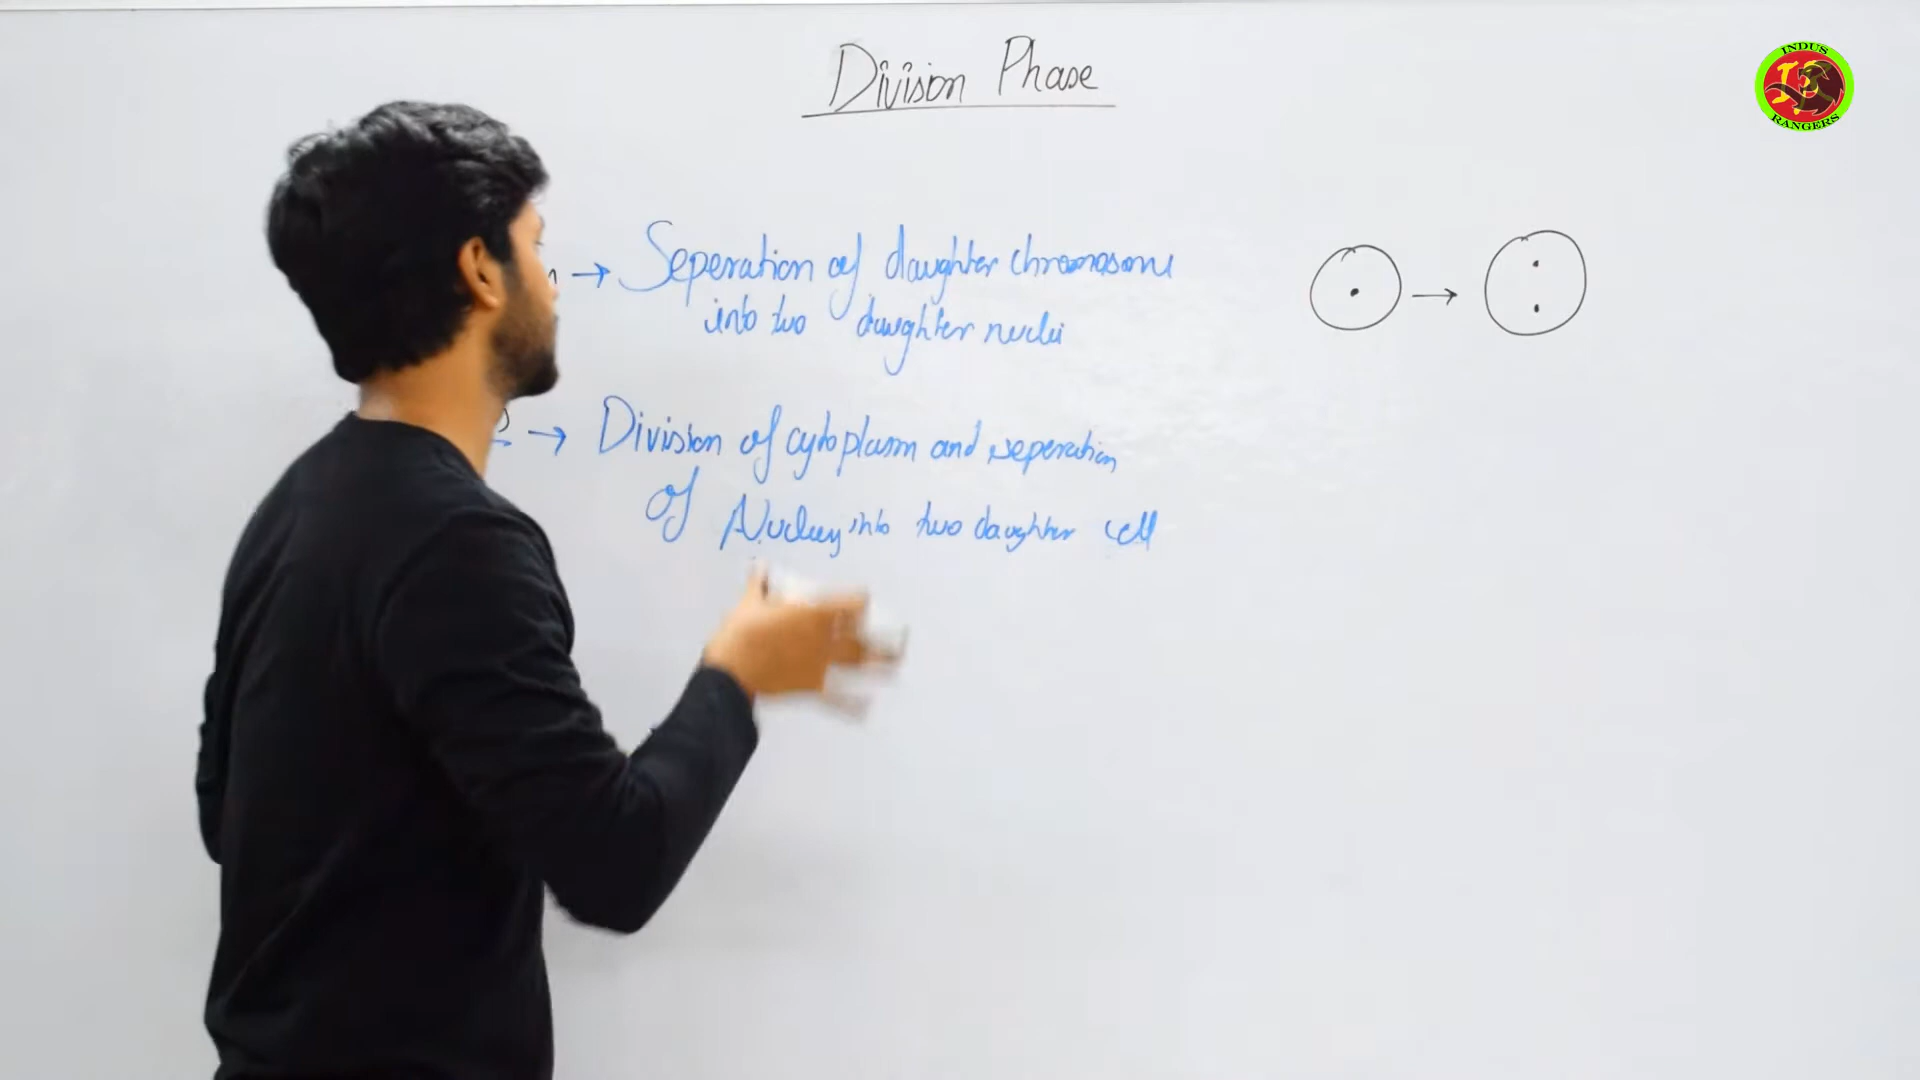 Division Phase
INDUS
RANGERS
n → Seperation of daughter chromosome
into two daughter nuclei
→ Division of cytoplasm and seperation
of Nucley into two daughter cell